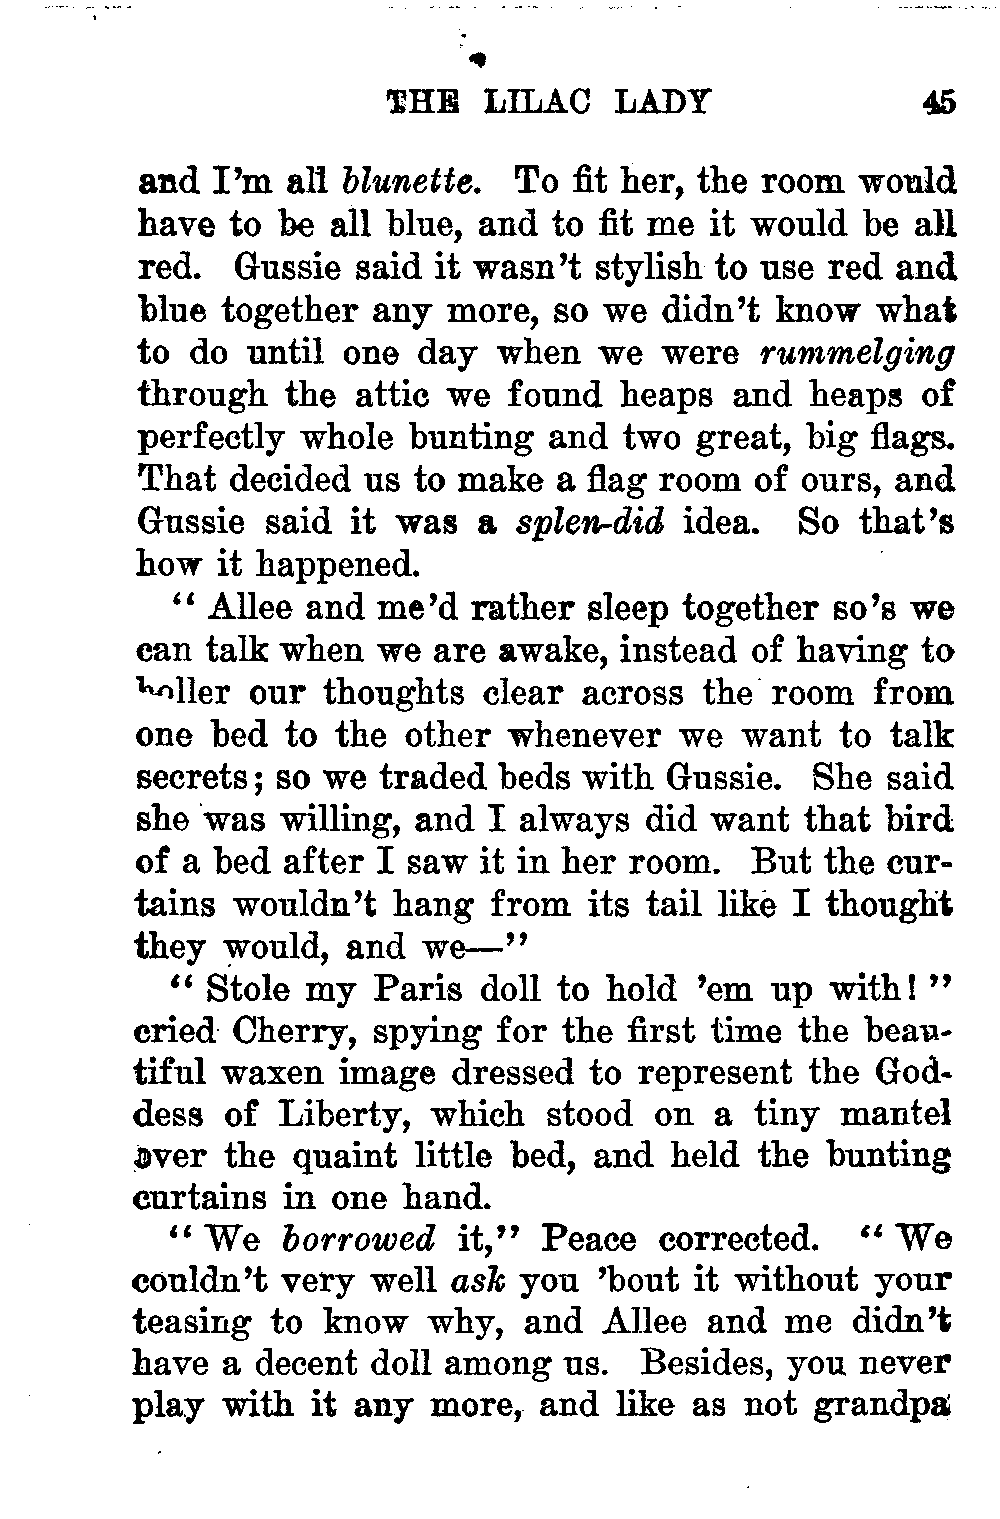 THE LILAC LADY 45
and I'm all blunette. To fit her, the room would
have to be all blue, and to fit me it would be all
red. Gussie said it wasn't stylish to use red and
blue together any more, so we didn't know what
to do until one day when we were rummelging
through the attic we found heaps and heaps of
perfectly whole bunting and two great, big flags.
That decided us to make a flag room of ours, and
Gussie said it was a splen-did idea. So that's
how it happened.
“ Allee and me'd rather sleep together so's we
can talk when we are awake, instead of having to
holler our thoughts clear across the room from
one bed to the other whenever we want to talk
secrets; so we traded beds with Gussie. She said
she was willing, and I always did want that bird
of a bed after I saw it in her room. But the cur-
tains wouldn't hang from its tail like I thought
they would, and we—”
“ Stole my Paris doll to hold 'em up with! ”
cried Cherry, spying for the first time the beau-
tiful waxen image dressed to represent the God-
dess of Liberty, which stood on a tiny mantel
over the quaint little bed, and held the bunting
curtains in one hand.
“ We borrowed it,” Peace corrected. “ We
couldn't very well ask you 'bout it without your
teasing to know why, and Allee and me didn't
have a decent doll among us. Besides, you never
play with it any more, and like as not grandpa